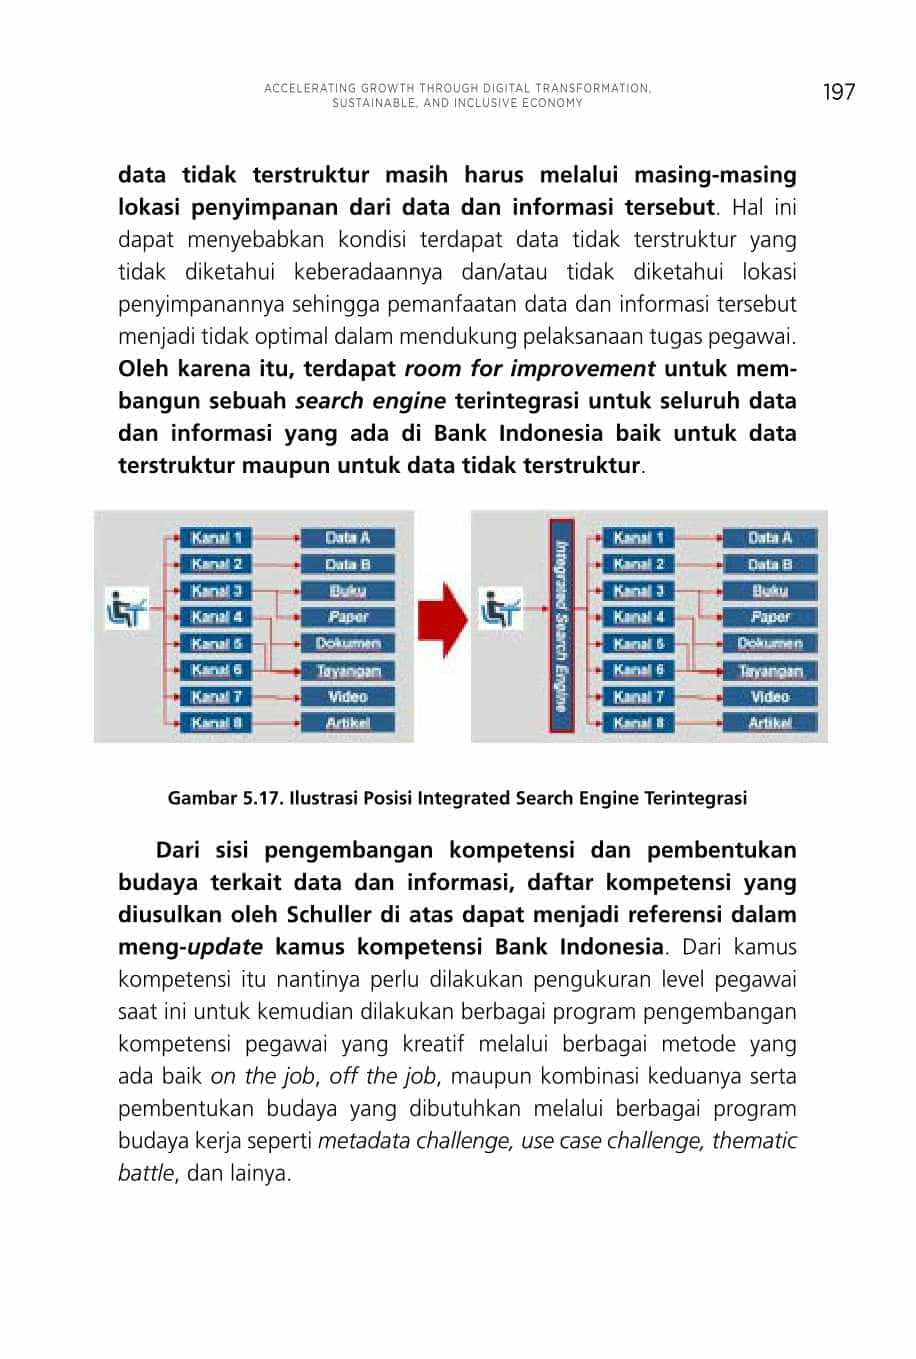 ACCELERATING GROWTH THROUGH DIGITAL TRANSFORMATION,
SUSTAINABLE, AND INCLUSIVE ECONOMY
197
data tidak terstruktur masih harus melalui masing-masing
lokasi penyimpanan dari data dan informasi tersebut. Hal ini
dapat menyebabkan kondisi terdapat data tidak terstruktur yang
tidak diketahui keberadaannya dan/atau tidak diketahui lokasi
penyimpanannya sehingga pemanfaatan data dan informasi tersebut
menjadi tidak optimal dalam mendukung pelaksanaan tugas pegawai.
Oleh karena itu, terdapat room for improvement untuk mem-
bangun sebuah search engine terintegrasi untuk seluruh data
dan informasi yang ada di Bank Indonesia baik untuk data
terstruktur maupun untuk data tidak terstruktur.
Kanal 1
Kanal 2
Kanal 3
Kanal 4
Kanal 5
Kanal 6
Kanal 7
Kanal 8
Data A
Data B
Buku
Paper
Dokumen
Tayangan
Video
Artikel
Integrated Search Engine
Kanal 1
Kanal 2
Kanal 3
Kanal 4
Kanal 5
Kanal 6
Kanal 7
Kanal 8
Data A
Data B
Buku
Paper
Dokumen
Tayangan
Video
Artikel
Gambar 5.17. Ilustrasi Posisi Integrated Search Engine Terintegrasi
Dari sisi pengembangan kompetensi dan pembentukan
budaya terkait data dan informasi, daftar kompetensi yang
diusulkan oleh Schuller di atas dapat menjadi referensi dalam
meng-update kamus kompetensi Bank Indonesia. Dari kamus
kompetensi itu nantinya perlu dilakukan pengukuran level pegawai
saat ini untuk kemudian dilakukan berbagai program pengembangan
kompetensi pegawai yang kreatif melalui berbagai metode yang
ada baik on the job, off the job, maupun kombinasi keduanya serta
pembentukan budaya yang dibutuhkan melalui berbagai program
budaya kerja seperti metadata challenge, use case challenge, thematic
battle, dan lainya.